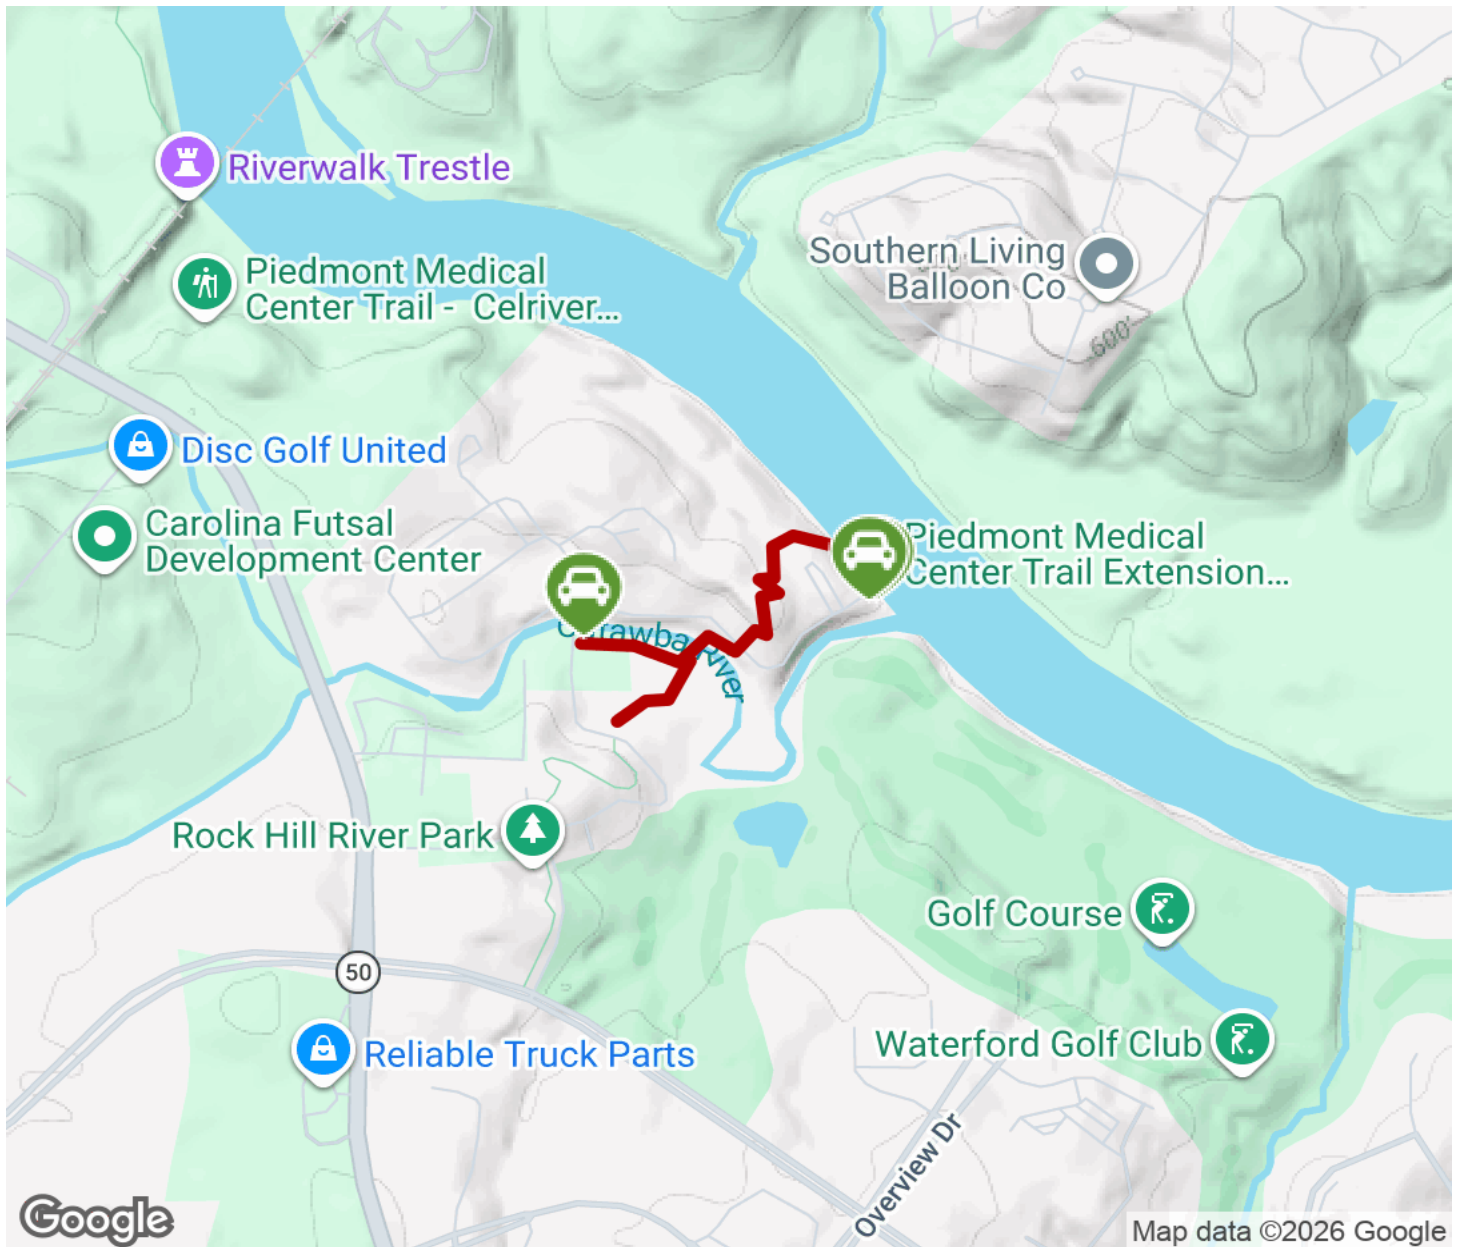 Riverwalk Trestle
Piedmont Medical
Center Trail - Celriver...
Southern Living
Balloon Co
600'
Disc Golf United
Carolina Futsal
Development Center
Piedmont Medical
Center Trail Extension...
Catawba River
Rock Hill River Park
Golf Course
50
Waterford Golf Club
Reliable Truck Parts
Overview Dr
Google
Map data ©2026 Google